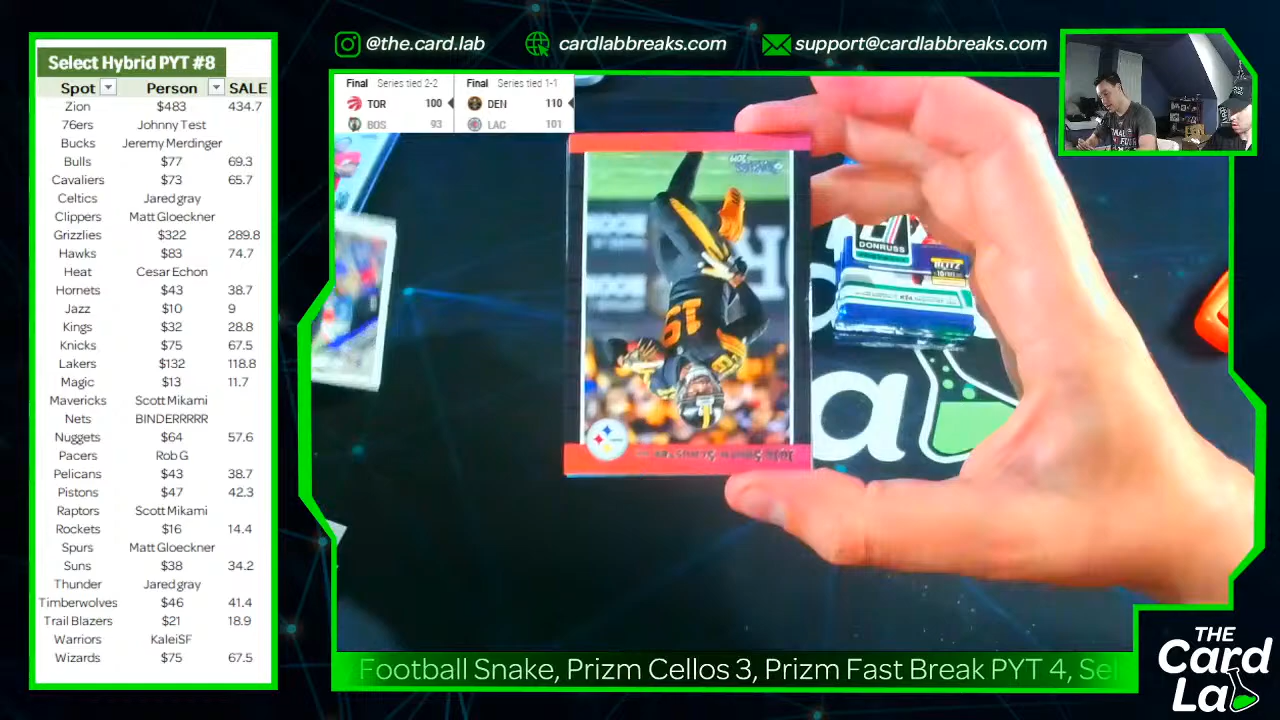 @the.card.lab
cardlabbreaks.com
support@cardlabbreaks.com
Select Hybrid PYT #8
Spot Person SALE
Zion $483 434.7
76ers Johnny Test
Bucks Jeremy Merdinger
Bulls $77 69.3
Cavaliers $73 65.7
Celtics Jared gray
Clippers Matt Gloeckner
Grizzlies $322 289.8
Hawks $83 74.7
Heat Cesar Echon
Hornets $43 38.7
Jazz $10 9
Kings $32 28.8
Knicks $75 67.5
Lakers $132 118.8
Magic $13 11.7
Mavericks Scott Mikami
Nets BINDERRRRR
Nuggets $64 57.6
Pacers Rob G
Pelicans $43 38.7
Pistons $47 42.3
Raptors Scott Mikami
Rockets $16 14.4
Spurs Matt Gloeckner
Suns $38 34.2
Thunder Jared gray
Timberwolves $46 41.4
Trail Blazers $21 18.9
Warriors KaleiSF
Wizards $75 67.5
Final Series tied 2-2
TOR 100
BOS 93
Final Series tied 1-1
DEN 110
LAC 101
DONRUSS
BLITZ
19
a
Football Snake, Prizm Cellos 3, Prizm Fast Break PYT 4, Se
THE
Card
La